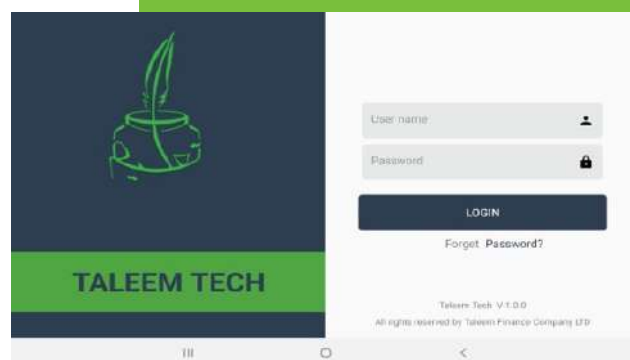 TALEEM TECH
User name
Password
LOGIN
Forget Password?
Taleem Tech V 1.0.0
All rights reserved by Taleem Finance Company LTD